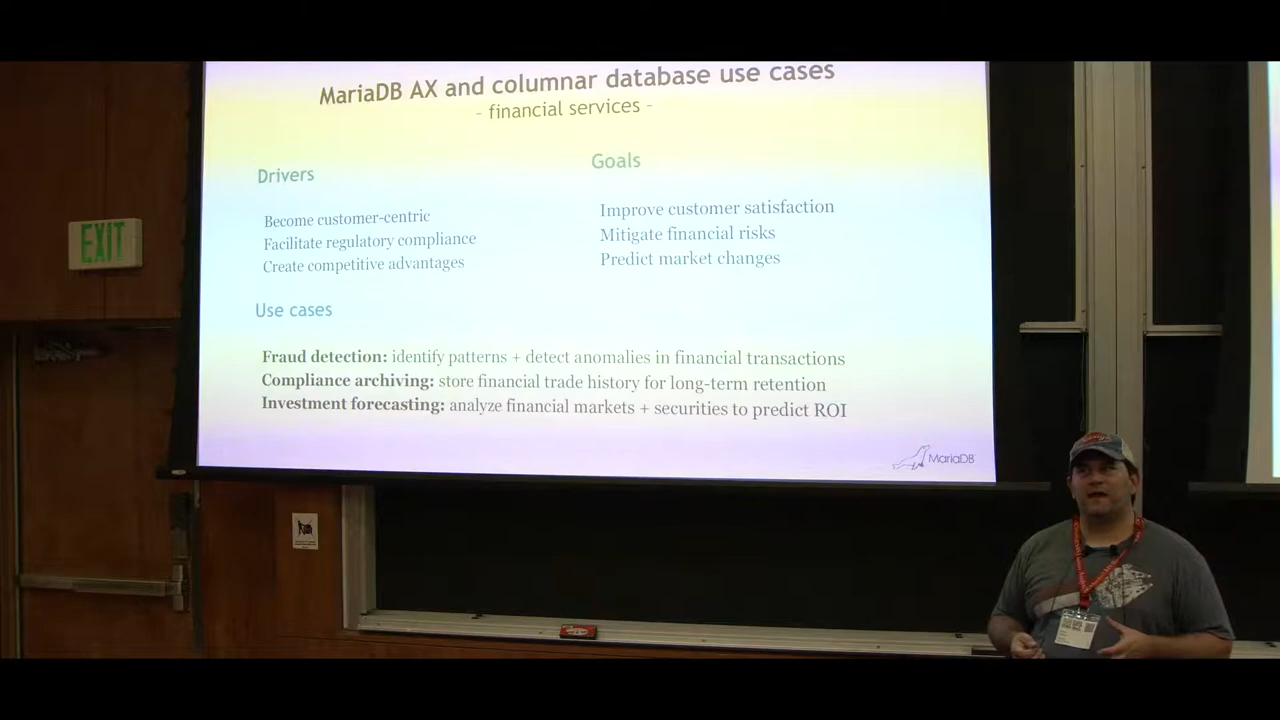 MariaDB AX and columnar database use cases
- financial services -
Drivers
Become customer-centric
Facilitate regulatory compliance
Create competitive advantages
Goals
Improve customer satisfaction
Mitigate financial risks
Predict market changes
Use cases
Fraud detection: identify patterns + detect anomalies in financial transactions
Compliance archiving: store financial trade history for long-term retention
Investment forecasting: analyze financial markets + securities to predict ROI
MariaDB
EXIT